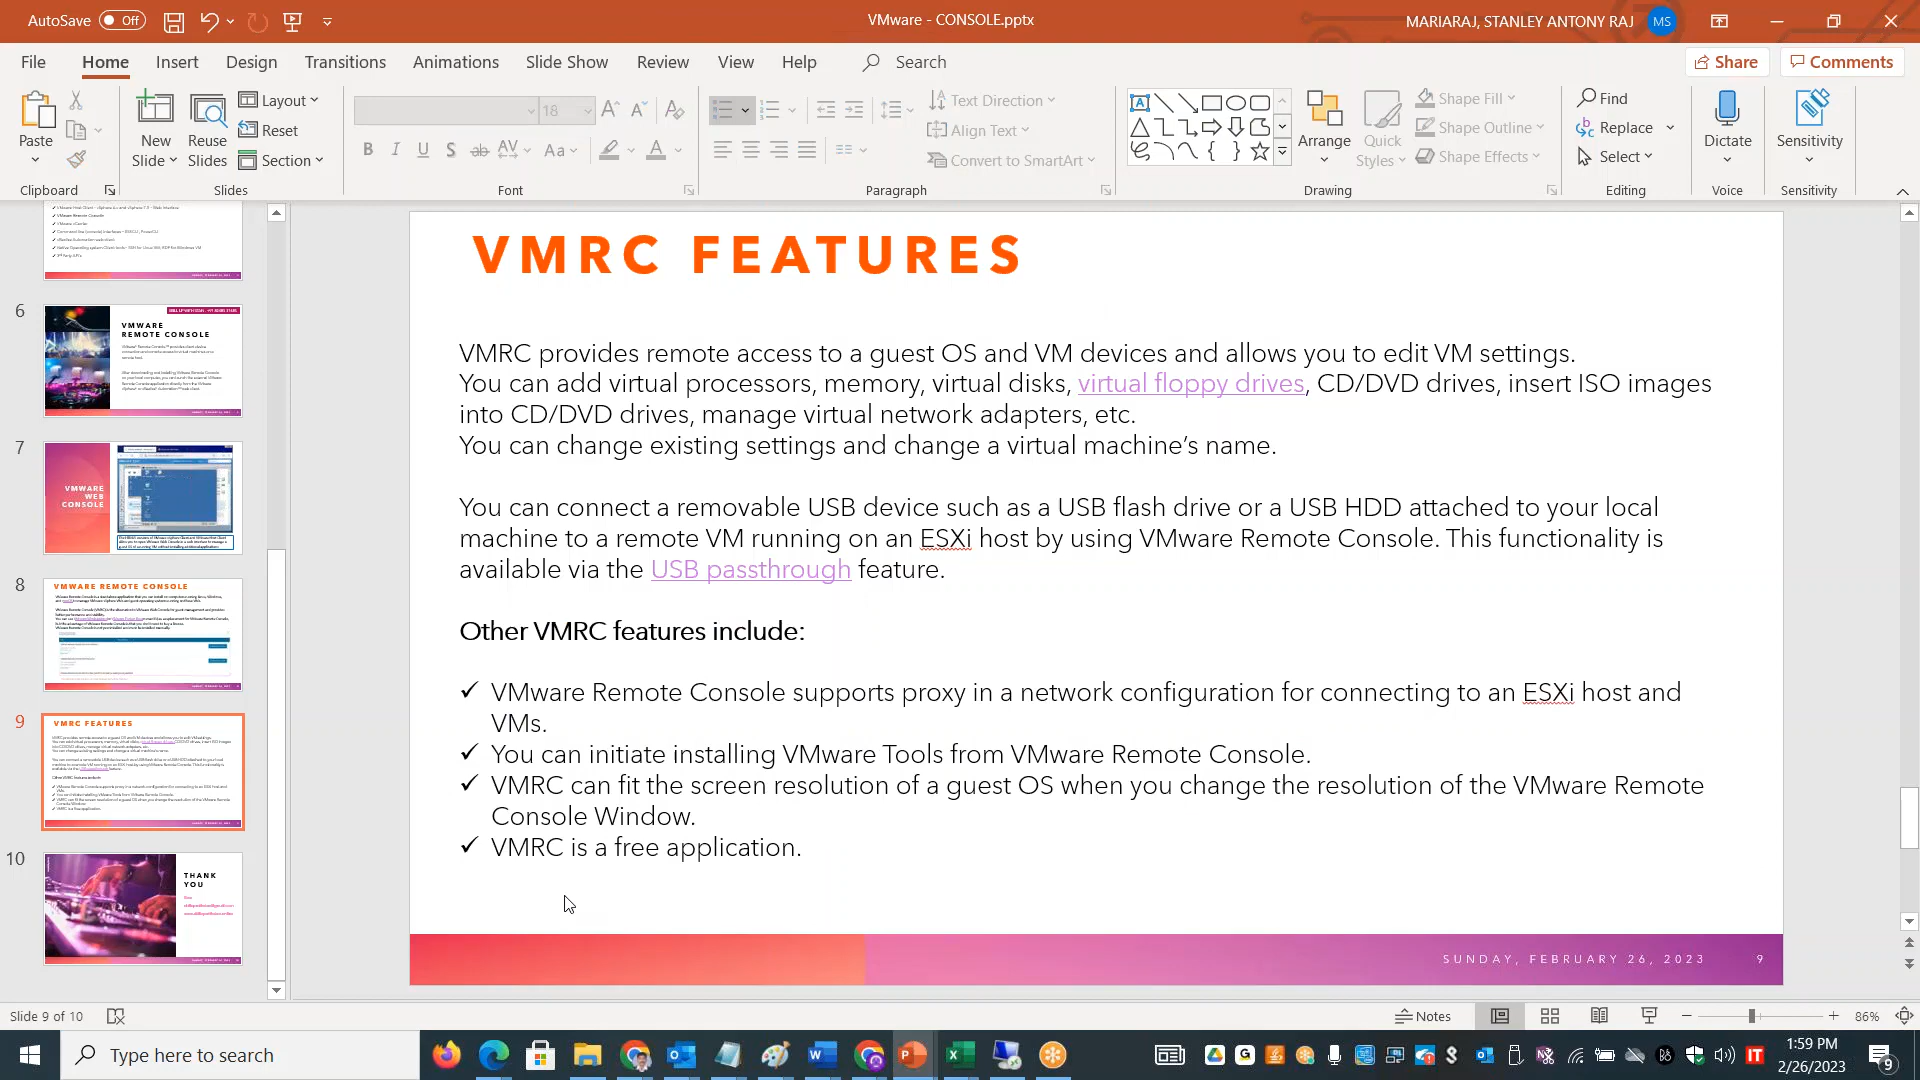 AutoSave Off
VMware - CONSOLE.pptx
MARIARAJ, STANLEY ANTONY RAJ MS
File Home Insert Design Transitions Animations Slide Show Review View Help Search
Share Comments
Paste
Clipboard
New Slide
Reuse Slides
Layout
Reset
Section
Slides
18
B I U S ab AV Aa A
Font
Text Direction
Align Text
Convert to SmartArt
Paragraph
Arrange
Quick Styles
Shape Fill
Shape Outline
Shape Effects
Drawing
Find
Replace
Select
Editing
Dictate
Voice
Sensitivity
Sensitivity
6
VMWARE
REMOTE CONSOLE
7
VMWARE
WEB
CONSOLE
8
VMWARE REMOTE CONSOLE
9
VMRC FEATURES
10
THANK
YOU
VMRC FEATURES
VMRC provides remote access to a guest OS and VM devices and allows you to edit VM settings.
You can add virtual processors, memory, virtual disks, virtual floppy drives, CD/DVD drives, insert ISO images
into CD/DVD drives, manage virtual network adapters, etc.
You can change existing settings and change a virtual machine’s name.
You can connect a removable USB device such as a USB flash drive or a USB HDD attached to your local
machine to a remote VM running on an ESXi host by using VMware Remote Console. This functionality is
available via the USB passthrough feature.
Other VMRC features include:
✓ VMware Remote Console supports proxy in a network configuration for connecting to an ESXi host and
VMs.
✓ You can initiate installing VMware Tools from VMware Remote Console.
✓ VMRC can fit the screen resolution of a guest OS when you change the resolution of the VMware Remote
Console Window.
✓ VMRC is a free application.
SUNDAY, FEBRUARY 26, 2023 9
Slide 9 of 10
Notes
86%
Type here to search
1:59 PM
2/26/2023
9